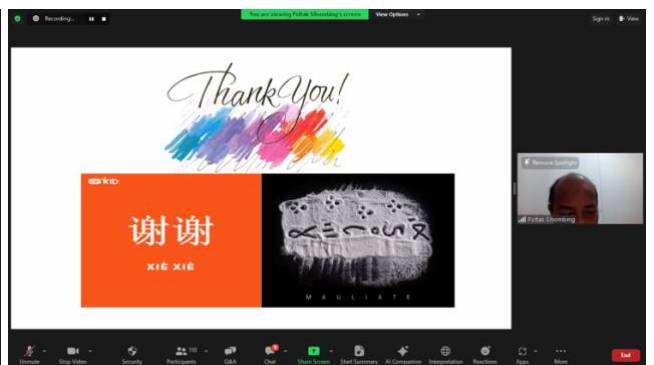 Recording...
You are viewing Poltak Sihombing's screen
View Options
Sign in
View
Thank You!
谢谢
XIÈ XIÈ
MAULIATE
Remove Spotlight
Poltak Sihombing
Unmute
Stop Video
Security
Participants
Q&A
Chat
Share Screen
Start Summary
AI Companion
Interpretation
Reactions
Apps
More
End